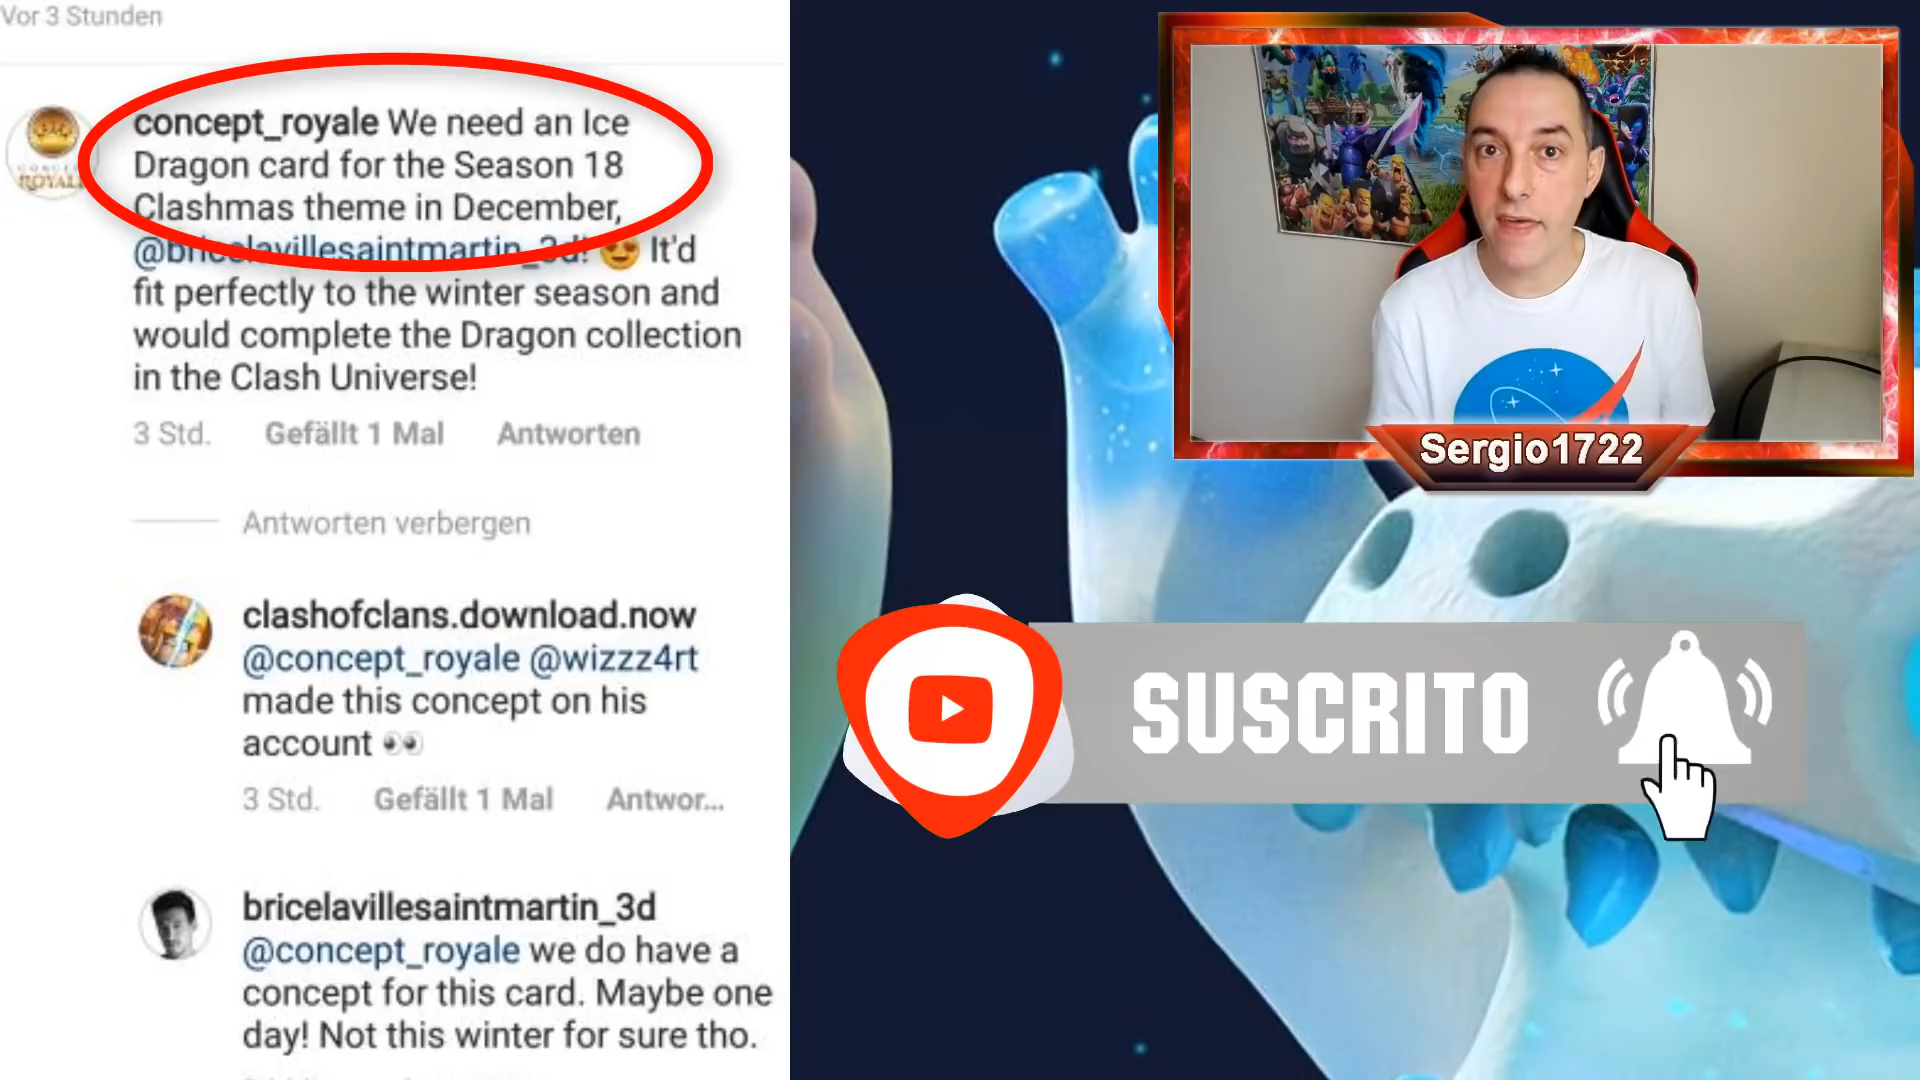 Vor 3 Stunden
concept_royale We need an Ice
Dragon card for the Season 18
Clashmas theme in December,
@bricelavillesaintmartin_3d! 😍 It'd
fit perfectly to the winter season and
would complete the Dragon collection
in the Clash Universe!
3 Std. Gefällt 1 Mal Antworten
Antworten verbergen
clashofclans.download.now
@concept_royale @wizzz4rt
made this concept on his
account 👀
3 Std. Gefällt 1 Mal Antwor...
bricelavillesaintmartin_3d
@concept_royale we do have a
concept for this card. Maybe one
day! Not this winter for sure tho.
Sergio1722
SUSCRITO